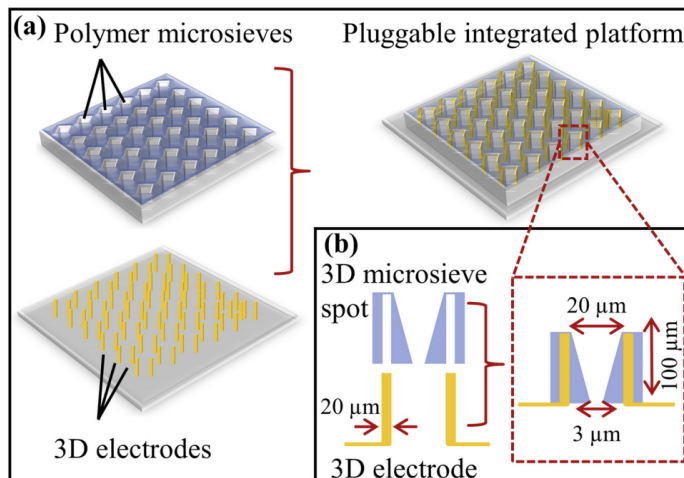 (a)
Polymer microsieves
Pluggable integrated platform
3D electrodes
(b)
3D microsieve
spot
20 µm
3D electrode
20 µm
100 µm
3 µm